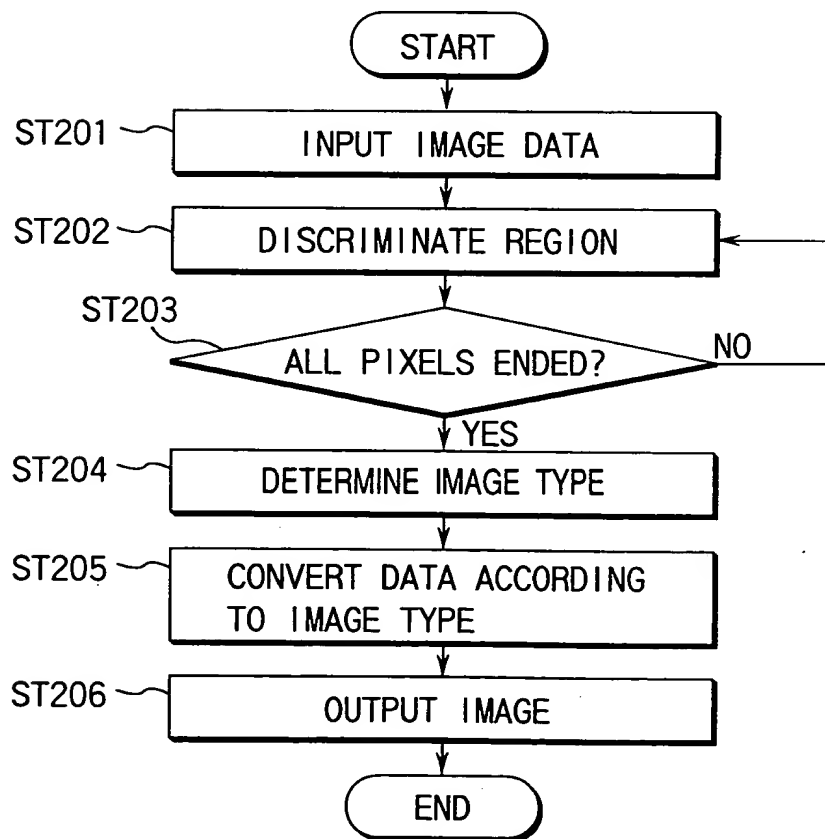 START
ST201
INPUT IMAGE DATA
ST202
DISCRIMINATE REGION
ST203
ALL PIXELS ENDED?
NO
YES
ST204
DETERMINE IMAGE TYPE
ST205
CONVERT DATA ACCORDING
TO IMAGE TYPE
ST206
OUTPUT IMAGE
END